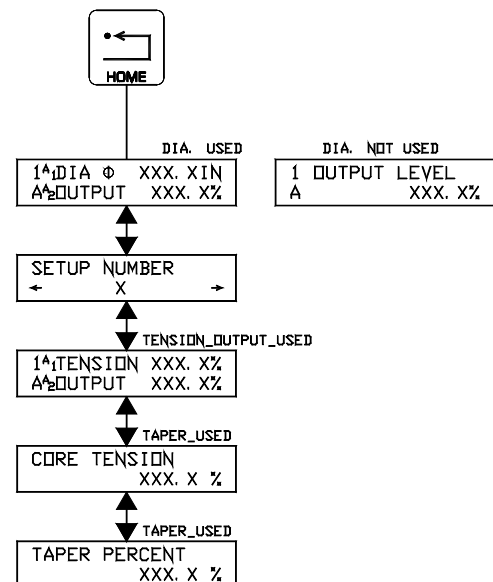 HOME
DIA. USED
1ᴬ₁DIA Φ XXX. XIN
Aᴬ₂OUTPUT XXX. X%
DIA. NOT USED
1 OUTPUT LEVEL
A XXX. X%
SETUP NUMBER
← X →
TENSION_OUTPUT_USED
1ᴬ₁TENSION XXX. X%
Aᴬ₂OUTPUT XXX. X%
TAPER_USED
CORE TENSION
XXX. X %
TAPER_USED
TAPER PERCENT
XXX. X %